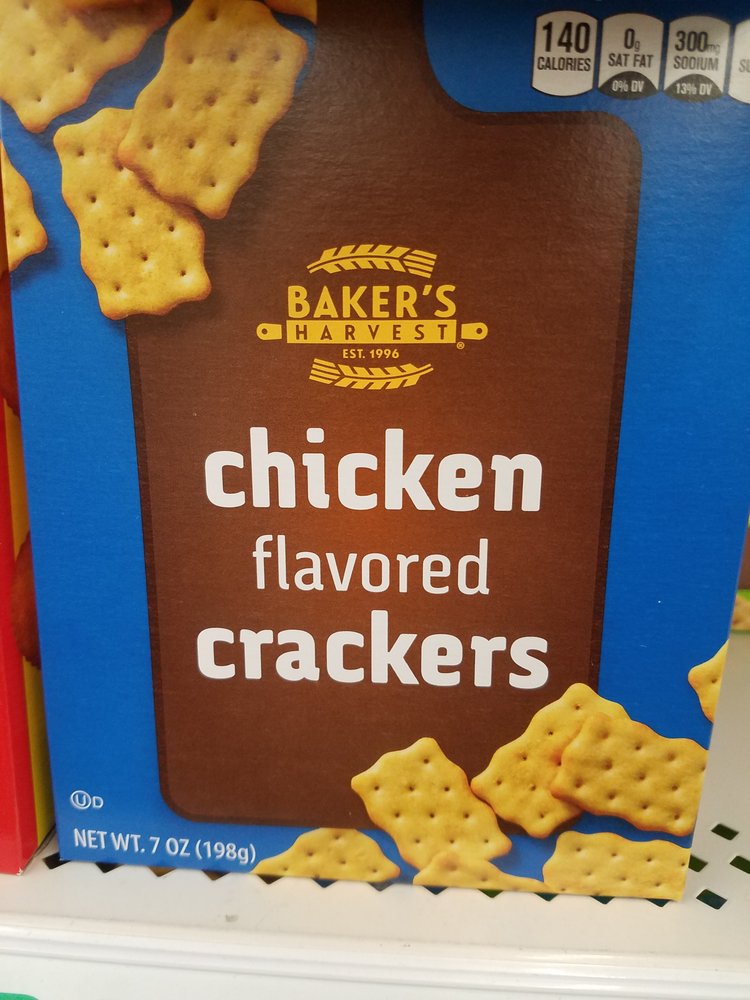 140
CALORIES
0g
SAT FAT
0% DV
300mg
SODIUM
13% DV
BAKER'S
HARVEST®
EST. 1996
chicken
flavored
crackers
UD
NET WT. 7 OZ (198g)